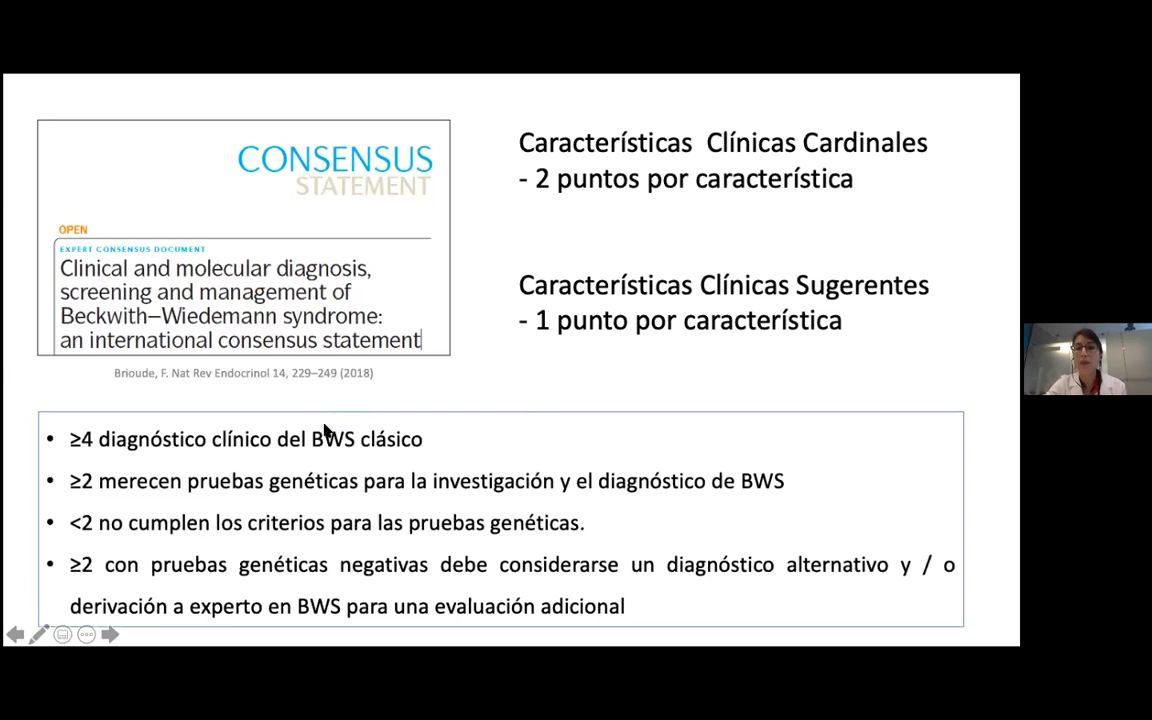 CONSENSUS
STATEMENT
OPEN
EXPERT CONSENSUS DOCUMENT
Clinical and molecular diagnosis,
screening and management of
Beckwith–Wiedemann syndrome:
an international consensus statement
Brioude, F. Nat Rev Endocrinol 14, 229–249 (2018)
Características Clínicas Cardinales
- 2 puntos por característica
Características Clínicas Sugerentes
- 1 punto por característica
• ≥4 diagnóstico clínico del BWS clásico
• ≥2 merecen pruebas genéticas para la investigación y el diagnóstico de BWS
• <2 no cumplen los criterios para las pruebas genéticas.
• ≥2 con pruebas genéticas negativas debe considerarse un diagnóstico alternativo y / o
derivación a experto en BWS para una evaluación adicional